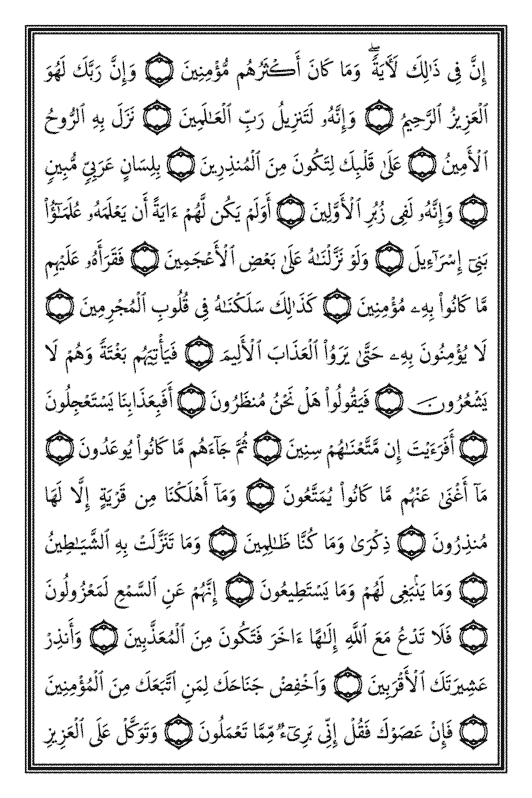 إِنَّ فِى ذَٰلِكَ لَـَٔايَةً ۖ وَمَا كَانَ أَكْثَرُهُم مُّؤْمِنِينَ ۝ وَإِنَّ رَبَّكَ لَهُوَ
ٱلْعَزِيزُ ٱلرَّحِيمُ ۝ وَإِنَّهُۥ لَتَنزِيلُ رَبِّ ٱلْعَـٰلَمِينَ ۝ نَزَلَ بِهِ ٱلرُّوحُ
ٱلْأَمِينُ ۝ عَلَىٰ قَلْبِكَ لِتَكُونَ مِنَ ٱلْمُنذِرِينَ ۝ بِلِسَانٍ عَرَبِىٍّ مُّبِينٍ
۝ وَإِنَّهُۥ لَفِى زُبُرِ ٱلْأَوَّلِينَ ۝ أَوَلَمْ يَكُن لَّهُمْ ءَايَةً أَن يَعْلَمَهُۥ عُلَمَـٰٓؤُا۟
بَنِىٓ إِسْرَٰٓءِيلَ ۝ وَلَوْ نَزَّلْنَـٰهُ عَلَىٰ بَعْضِ ٱلْأَعْجَمِينَ ۝ فَقَرَأَهُۥ عَلَيْهِم
مَّا كَانُوا۟ بِهِۦ مُؤْمِنِينَ ۝ كَذَٰلِكَ سَلَكْنَـٰهُ فِى قُلُوبِ ٱلْمُجْرِمِينَ ۝
لَا يُؤْمِنُونَ بِهِۦ حَتَّىٰ يَرَوُا۟ ٱلْعَذَابَ ٱلْأَلِيمَ ۝ فَيَأْتِيَهُم بَغْتَةً وَهُمْ لَا
يَشْعُرُونَ ۝ فَيَقُولُوا۟ هَلْ نَحْنُ مُنظَرُونَ ۝ أَفَبِعَذَابِنَا يَسْتَعْجِلُونَ
۝ أَفَرَءَيْتَ إِن مَّتَّعْنَـٰهُمْ سِنِينَ ۝ ثُمَّ جَآءَهُم مَّا كَانُوا۟ يُوعَدُونَ ۝
مَآ أَغْنَىٰ عَنْهُم مَّا كَانُوا۟ يُمَتَّعُونَ ۝ وَمَآ أَهْلَكْنَا مِن قَرْيَةٍ إِلَّا لَهَا
مُنذِرُونَ ۝ ذِكْرَىٰ وَمَا كُنَّا ظَـٰلِمِينَ ۝ وَمَا تَنَزَّلَتْ بِهِ ٱلشَّيَـٰطِينُ
۝ وَمَا يَنۢبَغِى لَهُمْ وَمَا يَسْتَطِيعُونَ ۝ إِنَّهُمْ عَنِ ٱلسَّمْعِ لَمَعْزُولُونَ
۝ فَلَا تَدْعُ مَعَ ٱللَّهِ إِلَـٰهًا ءَاخَرَ فَتَكُونَ مِنَ ٱلْمُعَذَّبِينَ ۝ وَأَنذِرْ
عَشِيرَتَكَ ٱلْأَقْرَبِينَ ۝ وَٱخْفِضْ جَنَاحَكَ لِمَنِ ٱتَّبَعَكَ مِنَ ٱلْمُؤْمِنِينَ
۝ فَإِنْ عَصَوْكَ فَقُلْ إِنِّى بَرِىٓءٌ مِّمَّا تَعْمَلُونَ ۝ وَتَوَكَّلْ عَلَى ٱلْعَزِيزِ